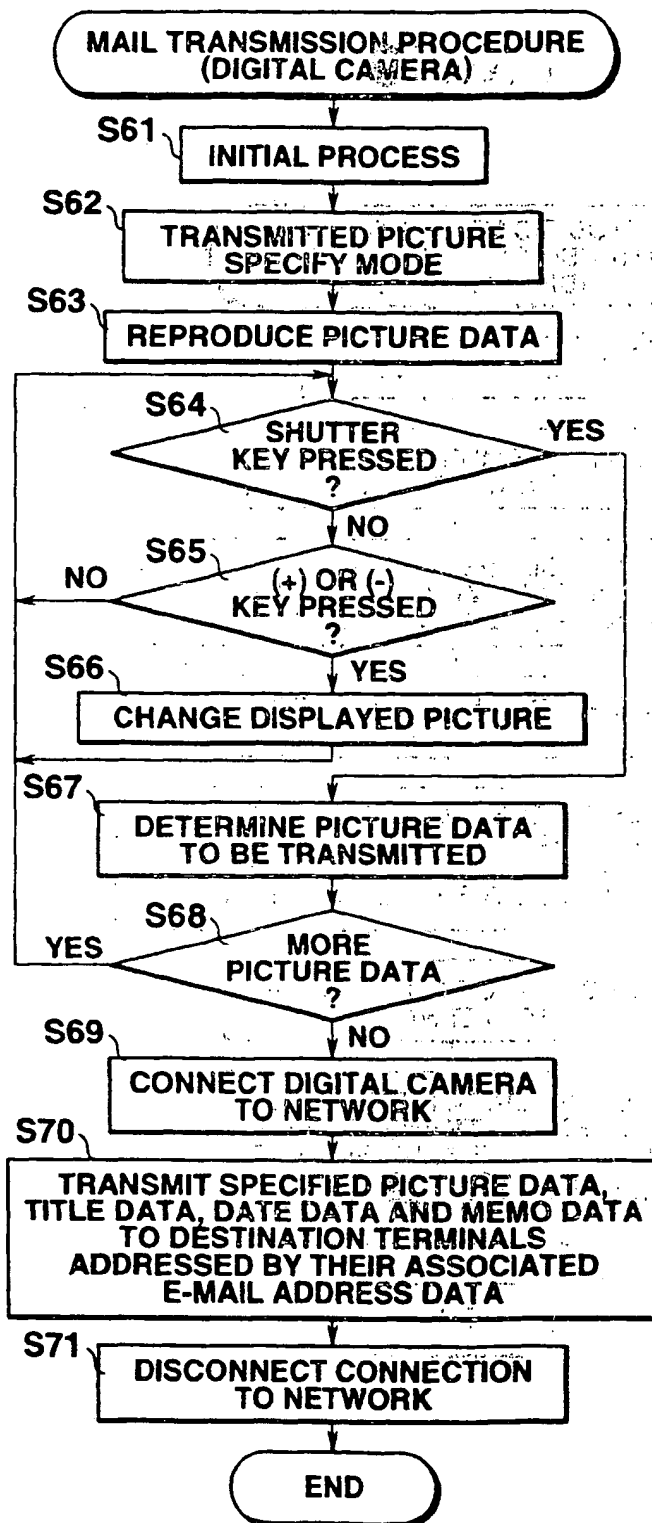 MAIL TRANSMISSION PROCEDURE
(DIGITAL CAMERA)
S61
INITIAL PROCESS
S62
TRANSMITTED PICTURE
SPECIFY MODE
S63
REPRODUCE PICTURE DATA
S64
SHUTTER
KEY PRESSED
?
YES
NO
S65
NO
(+) OR (-)
KEY PRESSED
?
YES
S66
CHANGE DISPLAYED PICTURE
S67
DETERMINE PICTURE DATA
TO BE TRANSMITTED
S68
YES
MORE
PICTURE DATA
?
NO
S69
CONNECT DIGITAL CAMERA
TO NETWORK
S70
TRANSMIT SPECIFIED PICTURE DATA,
TITLE DATA, DATE DATA AND MEMO DATA
TO DESTINATION TERMINALS
ADDRESSED BY THEIR ASSOCIATED
E-MAIL ADDRESS DATA
S71
DISCONNECT CONNECTION
TO NETWORK
END